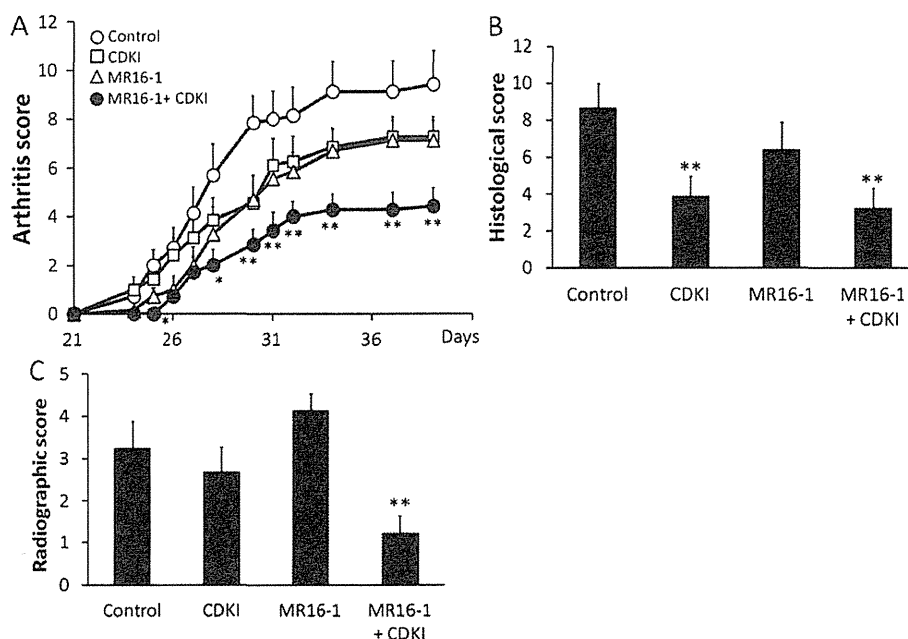 A
Control
CDKI
MR16-1
MR16-1+ CDKI
Arthritis score
12
10
8
6
4
2
0
*
*
**
**
**
**
**
**
21
26
31
36
Days
B
Histological score
12
10
8
6
4
2
0
**
**
Control
CDKI
MR16-1
MR16-1
+ CDKI
C
Radiographic score
5
4
3
2
1
0
**
Control
CDKI
MR16-1
MR16-1
+ CDKI